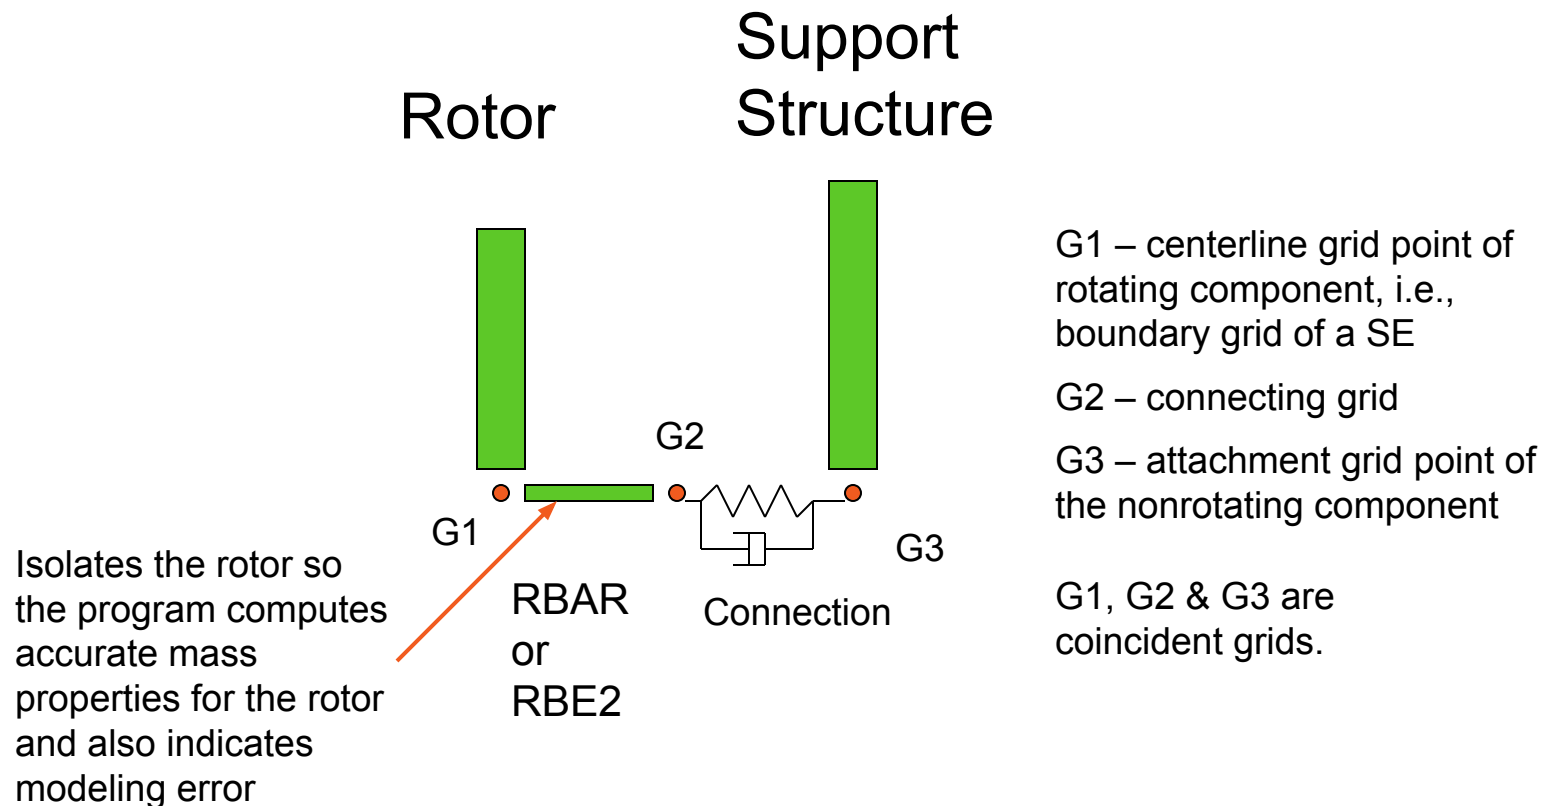 Rotor
Support
Structure
G1
G2
G3
RBAR
or
RBE2
Connection
Isolates the rotor so
the program computes
accurate mass
properties for the rotor
and also indicates
modeling error
G1 – centerline grid point of
rotating component, i.e.,
boundary grid of a SE
G2 – connecting grid
G3 – attachment grid point of
the nonrotating component
G1, G2 & G3 are
coincident grids.